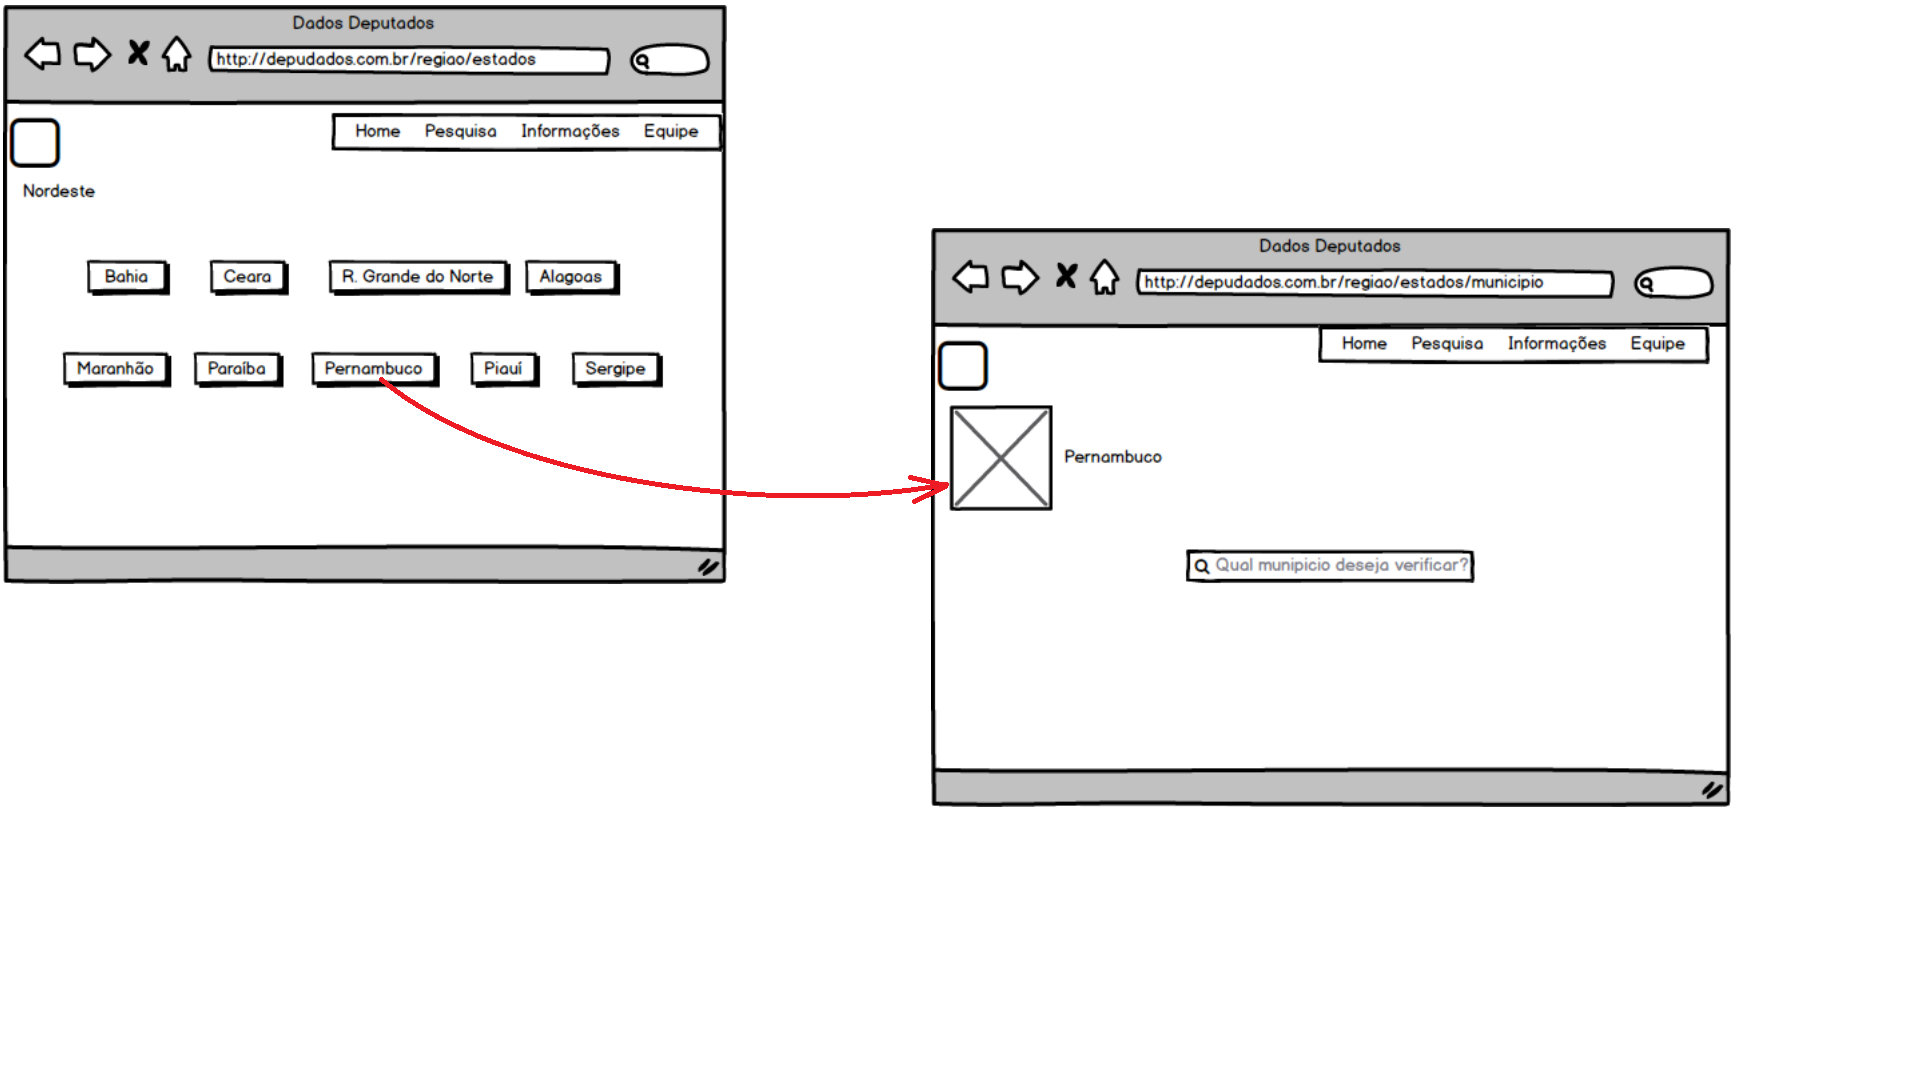 Dados Deputados
http://depudados.com.br/regiao/estados
Home Pesquisa Informações Equipe
Nordeste
Bahia Ceara R. Grande do Norte Alagoas
Maranhão Paraíba Pernambuco Piauí Sergipe
Dados Deputados
http://depudados.com.br/regiao/estados/municipio
Home Pesquisa Informações Equipe
Pernambuco
Qual munipicio deseja verificar?